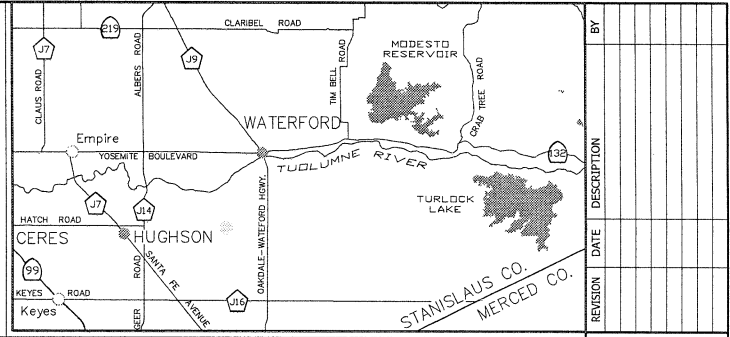 219
CLARIBEL ROAD
J7
CLAUS ROAD
ALBERS ROAD
J9
TIM BELL ROAD
MODESTO
RESERVOIR
CRAB TREE ROAD
WATERFORD
Empire
YOSEMITE BOULEVARD
TUOLUMNE RIVER
132
J7
J14
TURLOCK
LAKE
HATCH ROAD
CERES
HUGHSON
OAKDALE-WATEFORD HGWY.
99
SANTA FE AVENUE
KEYES ROAD
J16
Keyes
GEER ROAD
STANISLAUS CO.
MERCED CO.
BY
DESCRIPTION
DATE
REVISION